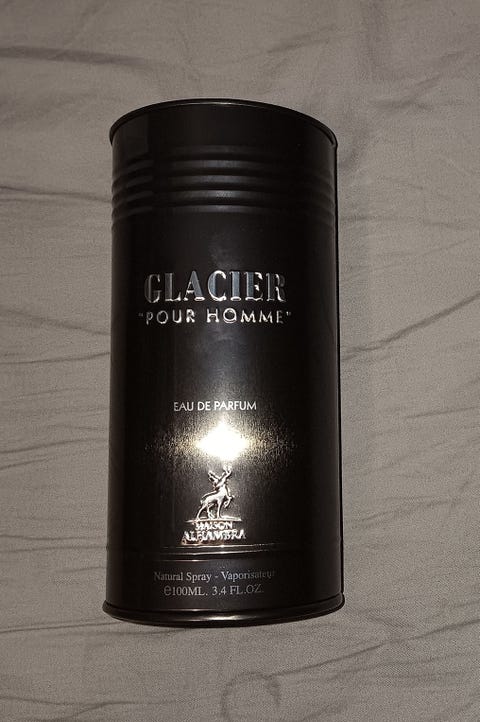 GLACIER
"POUR HOMME"
EAU DE PARFUM
MAISON
ALHAMBRA
Natural Spray - Vaporisateur
℮100ML. 3.4 FL.OZ.